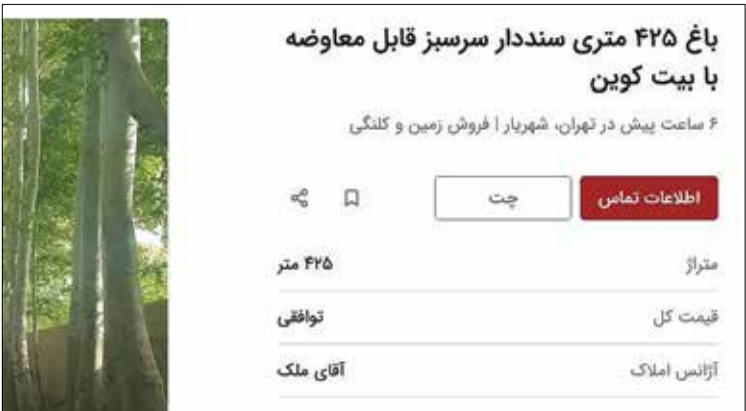 باغ ۴۲۵ متری سنددار سرسبز قابل معاوضه
با بیت کوین
۶ ساعت پیش در تهران، شهریار | فروش زمین و کلنگی
اطلاعات تماس
چت
متراژ
۴۲۵ متر
قیمت کل
توافقی
آژانس املاک
آقای ملک